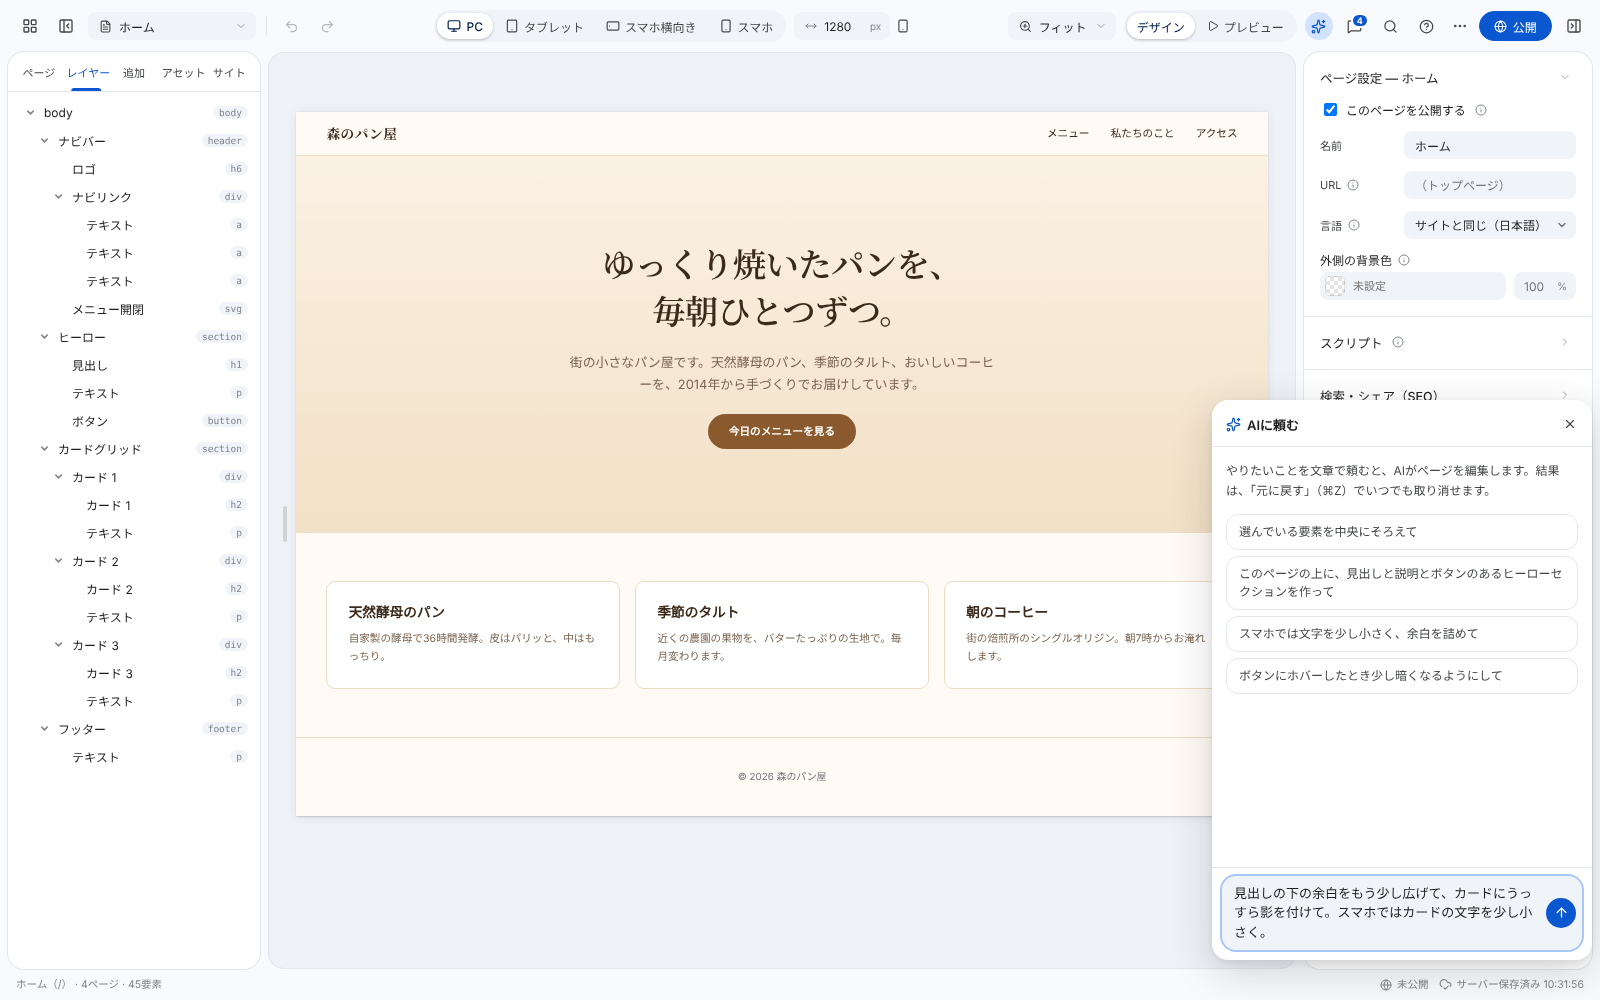 ホーム
PC
タブレット
スマホ横向き
スマホ
1280 px
フィット
デザイン
プレビュー
4
公開
ページ
レイヤー
追加
アセット
サイト
body body
ナビバー header
ロゴ h6
ナビリンク div
テキスト a
テキスト a
テキスト a
メニュー開閉 svg
ヒーロー section
見出し h1
テキスト p
ボタン button
カードグリッド section
カード 1 div
カード 1 h2
テキスト p
カード 2 div
カード 2 h2
テキスト p
カード 3 div
カード 3 h2
テキスト p
フッター footer
テキスト p
森のパン屋
メニュー 私たちのこと アクセス
ゆっくり焼いたパンを、
毎朝ひとつずつ。
街の小さなパン屋です。天然酵母のパン、季節のタルト、おいしいコーヒ
ーを、2014年から手づくりでお届けしています。
今日のメニューを見る
天然酵母のパン
自家製の酵母で36時間発酵。皮はパリッと、中はも
っちり。
季節のタルト
近くの農園の果物を、バターたっぷりの生地で。毎
月変わります。
朝のコーヒー
街の焙煎所のシングルオリジン。朝7時からお淹れ
します。
© 2026 森のパン屋
ページ設定 — ホーム
このページを公開する
名前 ホーム
URL （トップページ）
言語 サイトと同じ（日本語）
外側の背景色
未設定 100 %
スクリプト
検索・シェア（SEO）
AIに頼む
やりたいことを文章で頼むと、AIがページを編集します。結果
は、「元に戻す」（⌘Z）でいつでも取り消せます。
選んでいる要素を中央にそろえて
このページの上に、見出しと説明とボタンのあるヒーローセ
クションを作って
スマホでは文字を少し小さく、余白を詰めて
ボタンにホバーしたとき少し暗くなるようにして
見出しの下の余白をもう少し広げて、カードにうっ
すら影を付けて。スマホではカードの文字を少し小
さく。
ホーム（/） · 4ページ · 45要素
未公開
サーバー保存済み 10:31:56